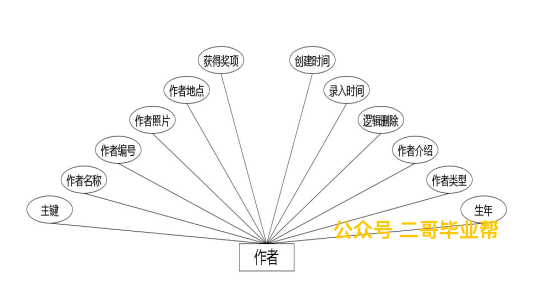 获得奖项 创建时间
作者地点 录入时间
作者照片 逻辑删除
作者编号 作者介绍
作者名称 作者类型
主键 生年
公众号 二哥毕业帮
作者